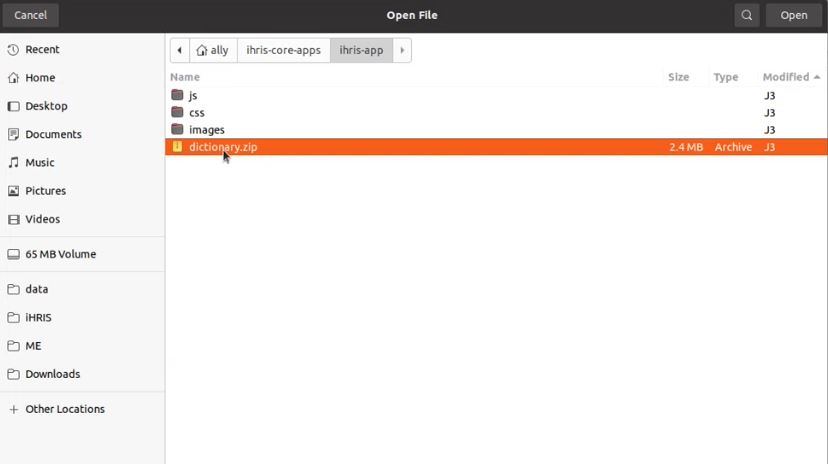 Cancel
Open File
Open
Recent
Home
Desktop
Documents
Music
Pictures
Videos
65 MB Volume
data
iHRIS
ME
Downloads
+ Other Locations
ally ihris-core-apps ihris-app
Name Size Type Modified
js J3
css J3
images J3
dictionary.zip 2.4 MB Archive J3